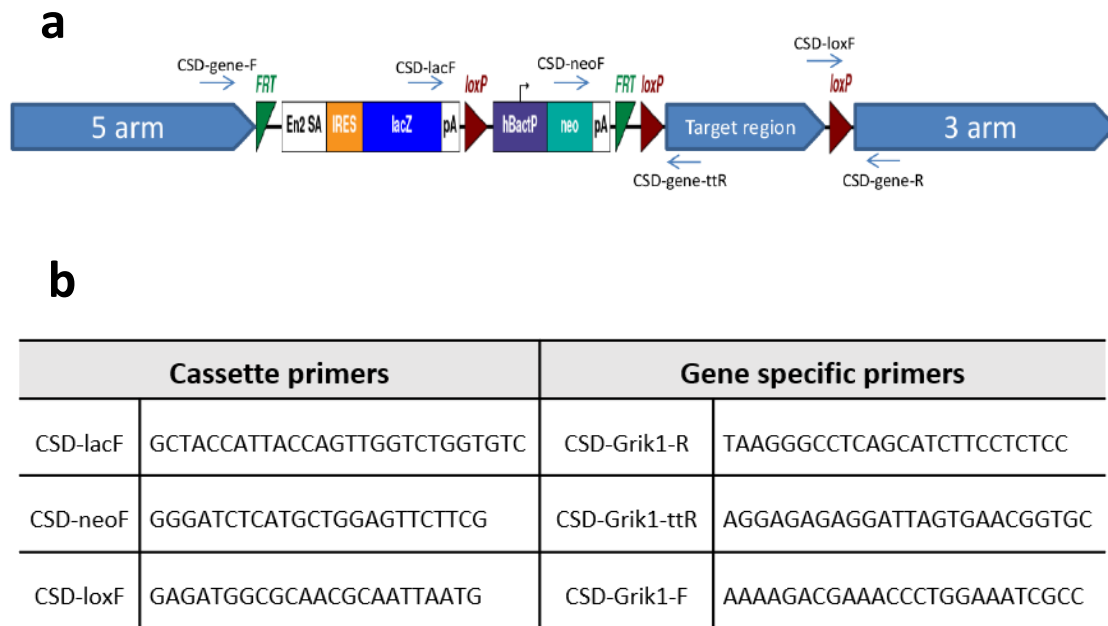 a
CSD-loxF
CSD-gene-F CSD-lacF CSD-neoF
FRT loxP FRT loxP loxP
5 arm En2 SA IRES lacZ pA hBactP neo pA Target region 3 arm
CSD-gene-ttR CSD-gene-R
b
Cassette primers Gene specific primers
CSD-lacF GCTACCATTACCAGTTGGTCTGGTGTC CSD-Grik1-R TAAGGGCCTCAGCATCTTCCTCTCC
CSD-neoF GGGATCTCATGCTGGAGTTCTTCG CSD-Grik1-ttR AGGAGAGAGGATTAGTGAACGGTGC
CSD-loxF GAGATGGCGCAACGCAATTAATG CSD-Grik1-F AAAAGACGAAACCCTGGAAATCGCC